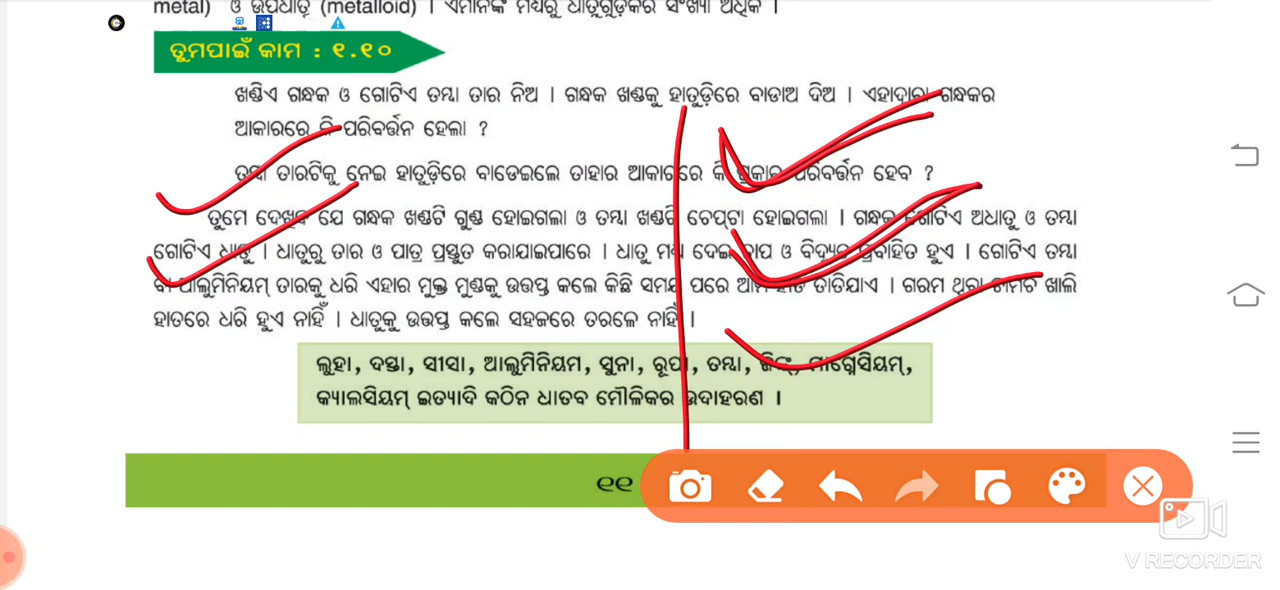 metal) ଓ ଉପଧାତୁ (metalloid) । ଏମାନଙ୍କ ମଧ୍ୟରୁ ଧାତୁଗୁଡ଼ିକର ସଂଖ୍ୟା ଅଧିକ ।
ତୁମପାଇଁ କାମ : ୧.୧୦
ଖଣ୍ଡିଏ ଗନ୍ଧକ ଓ ଗୋଟିଏ ତମ୍ବା ତାର ନିଅ । ଗନ୍ଧକ ଖଣ୍ଡକୁ ହାତୁଡ଼ିରେ ବାଡାଅ ଦିଅ । ଏହାଦ୍ୱାରା ଗନ୍ଧକର
ଆକାରରେ କି ପରିବର୍ତ୍ତନ ହେଲା ?
ତମ୍ବା ତାରଟିକୁ ନେଇ ହାତୁଡ଼ିରେ ବାଡେଇଲେ ତାହାର ଆକାରରେ କି ପ୍ରକାର ପରିବର୍ତ୍ତନ ହେବ ?
ତୁମେ ଦେଖିବ ଯେ ଗନ୍ଧକ ଖଣ୍ଡଟି ଗୁଣ୍ଡ ହୋଇଗଲା ଓ ତମ୍ବା ଖଣ୍ଡଟି ଚେପ୍‌ଟା ହୋଇଗଲା । ଗନ୍ଧକ ଗୋଟିଏ ଅଧାତୁ ଓ ତମ୍ବା
ଗୋଟିଏ ଧାତୁ । ଧାତୁରୁ ତାର ଓ ପାତ୍ର ପ୍ରସ୍ତୁତ କରାଯାଇପାରେ । ଧାତୁ ମଧ୍ୟ ଦେଇ ତାପ ଓ ବିଦ୍ୟୁତ ପ୍ରବାହିତ ହୁଏ । ଗୋଟିଏ ତମ୍ବା
ବା ଆଲୁମିନିୟମ୍ ତାରକୁ ଧରି ଏହାର ମୁକ୍ତ ମୁଣ୍ଡକୁ ଉତ୍ତପ୍ତ କଲେ କିଛି ସମୟ ପରେ ଆମ ହାତ ତାତିଯାଏ । ଗରମ ଥିବା ଚାମଚ ଖାଲି
ହାତରେ ଧରି ହୁଏ ନାହିଁ । ଧାତୁକୁ ଉତ୍ତପ୍ତ କଲେ ସହଜରେ ତରଳେ ନାହିଁ ।
ଲୁହା, ଦସ୍ତା, ସୀସା, ଆଲୁମିନିୟମ, ସୁନା, ରୂପା, ତମ୍ବା, ଜିଙ୍କ୍, ମାଗ୍ନେସିୟମ୍,
କ୍ୟାଲସିୟମ୍ ଇତ୍ୟାଦି କଠିନ ଧାତବ ମୌଳିକର ଉଦାହରଣ ।
୧୧
V RECORDER